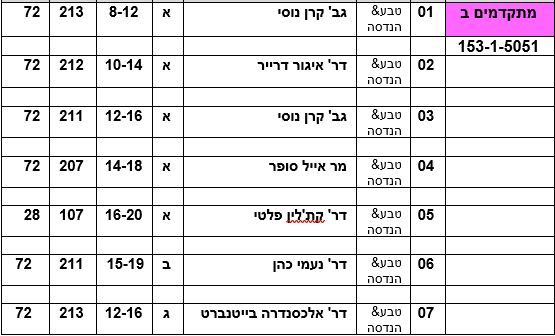 מתקדמים ב 01 טבע& הנדסה גב' קרן נוסי א 8-12 213 72
153-1-5051
02 טבע& הנדסה דר' איגור דרייר א 10-14 212 72
03 טבע& הנדסה גב' קרן נוסי א 12-16 211 72
04 טבע& הנדסה מר אייל סופר א 14-18 207 72
05 טבע& הנדסה דר' קת'לין פלטי א 16-20 107 28
06 טבע& הנדסה דר' נעמי כהן ב 15-19 211 72
07 טבע& הנדסה דר' אלכסנדרה בייטנברט ג 12-16 213 72